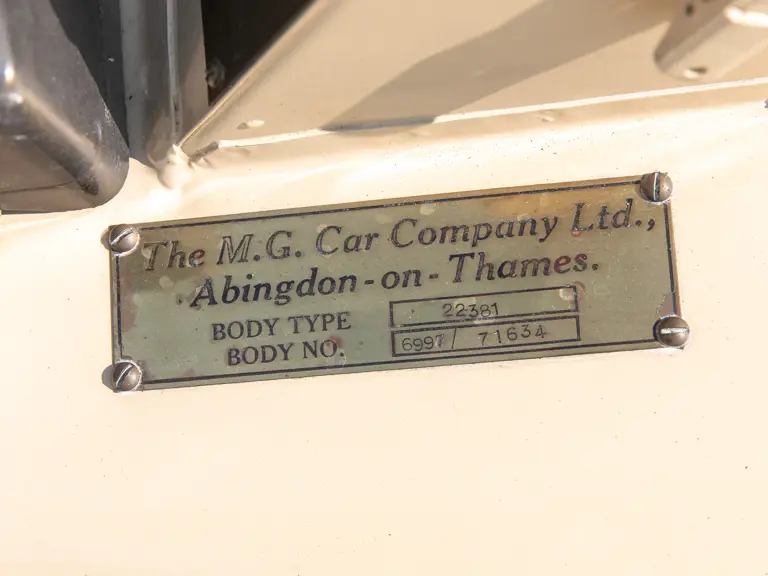 The M.G. Car Company Ltd.,
Abingdon-on-Thames.
BODY TYPE 22381
BODY NO. 6997/ 71634